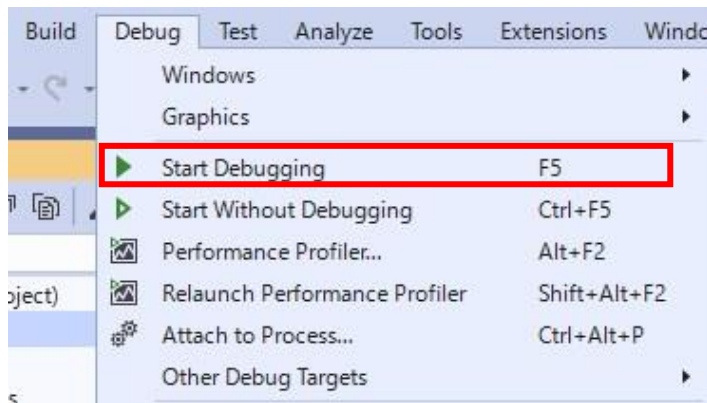 Build Debug Test Analyze Tools Extensions
Windows
Graphics
Start Debugging F5
Start Without Debugging Ctrl+F5
Performance Profiler... Alt+F2
Relaunch Performance Profiler Shift+Alt+F2
Attach to Process... Ctrl+Alt+P
Other Debug Targets